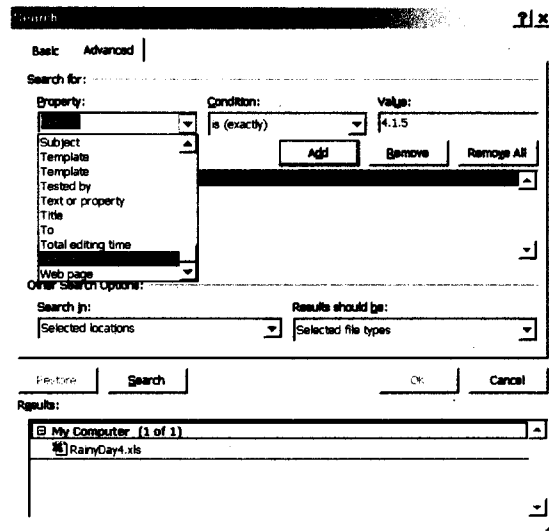 Search
Basic
Advanced
Search for:
Property:
Condition:
Value:
is (exactly)
4.1.5
Add
Remove
Remove All
Subject
Template
Template
Tested by
Text or property
Title
To
Total editing time
Web page
Other Search Options:
Search in:
Results should be:
Selected locations
Selected file types
Restore
Search
OK
Cancel
Results:
My Computer (1 of 1)
RainyDay4.xls